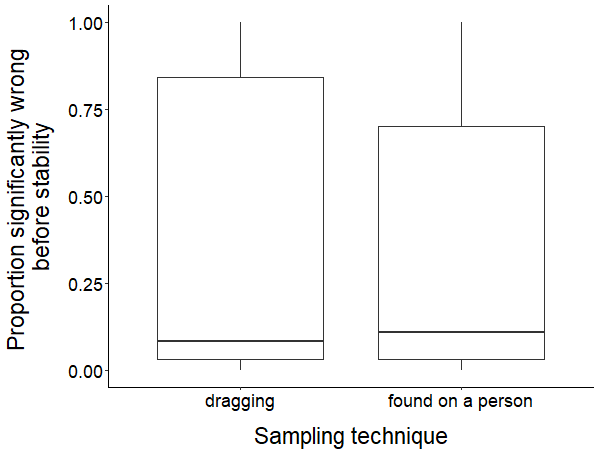 Proportion significantly wrong
before stability
1.00
0.75
0.50
0.25
0.00
dragging found on a person
Sampling technique